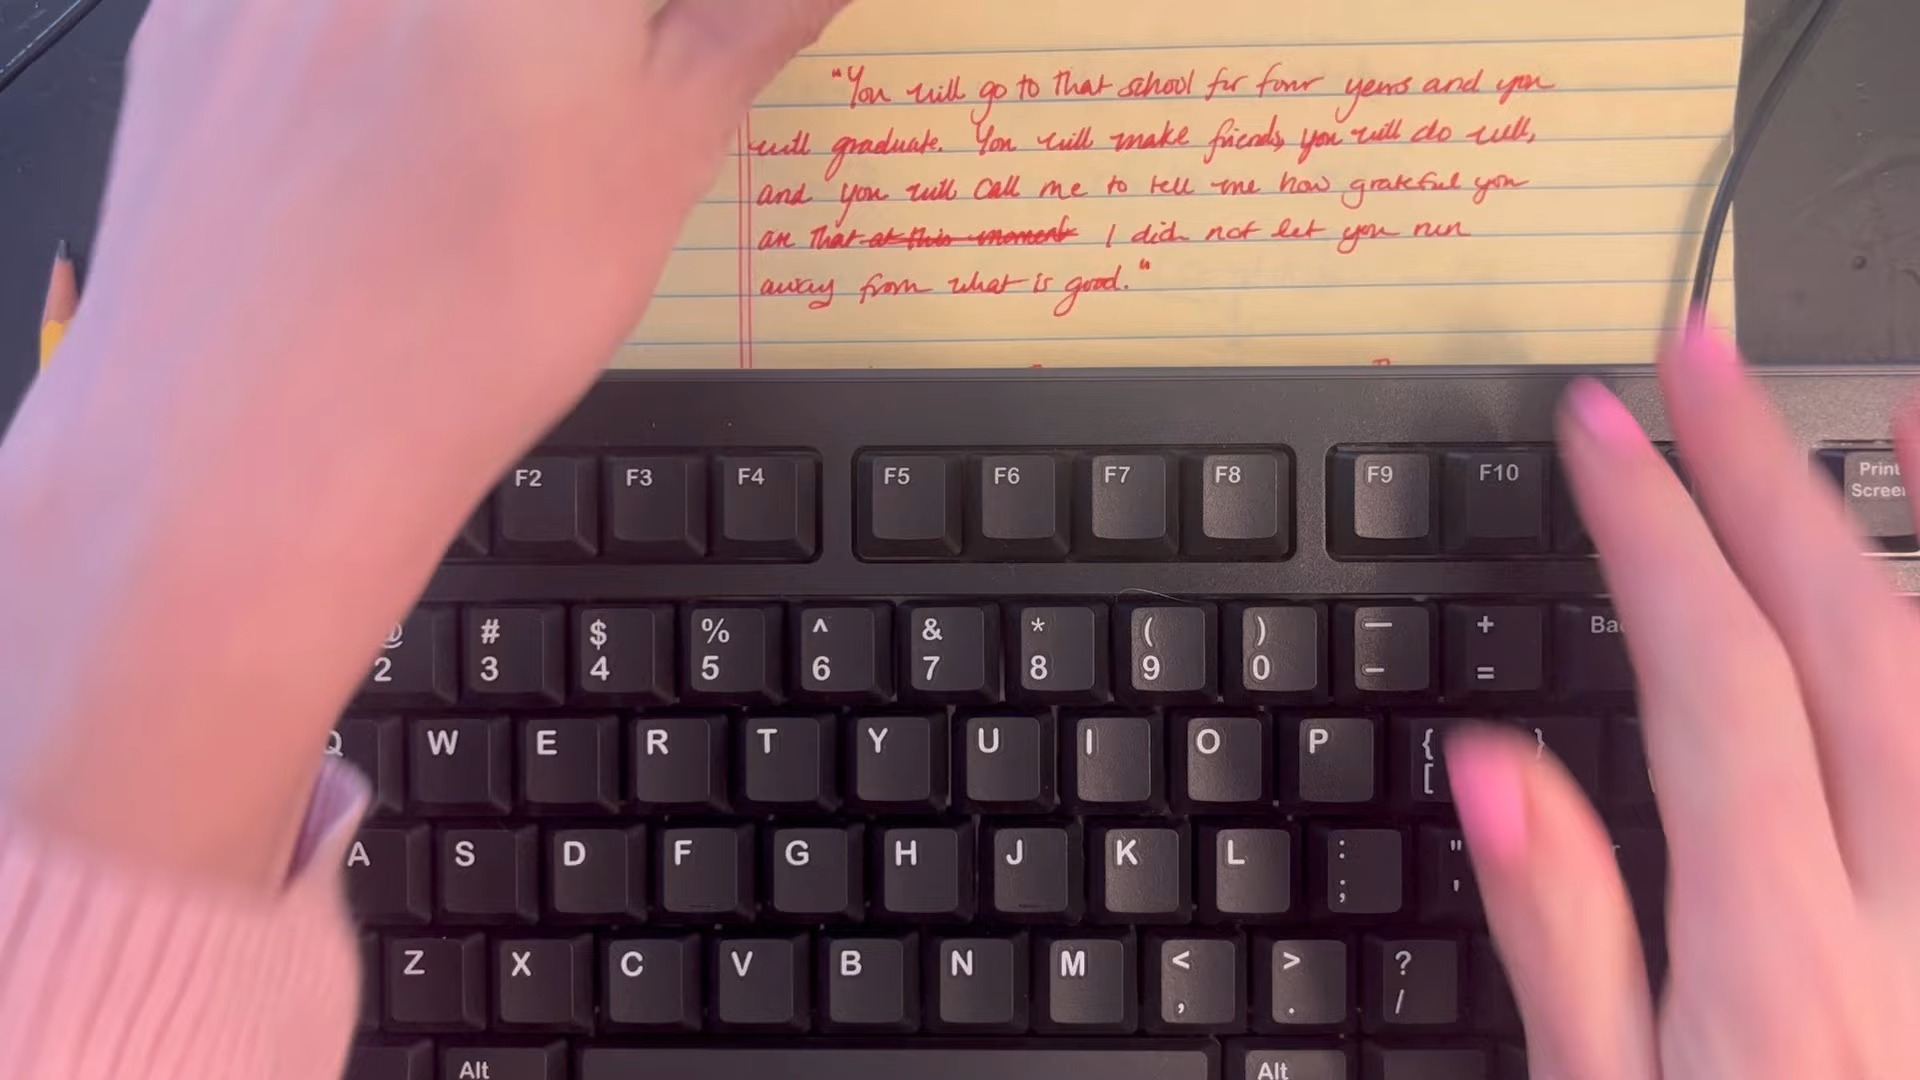 "You will go to that school for four years and you
will graduate. You will make friends, you will do well,
and you will call me to tell me how grateful you
are that at this moment I did not let you run
away from what is good."
F2 F3 F4 F5 F6 F7 F8 F9 F10 Print
Screen
@ # $ % ^ & * ( ) — +
2 3 4 5 6 7 8 9 0 - =
Q W E R T Y U I O P { }
[
A S D F G H J K L : "
; '
Z X C V B N M < > ?
, . /
Alt Alt